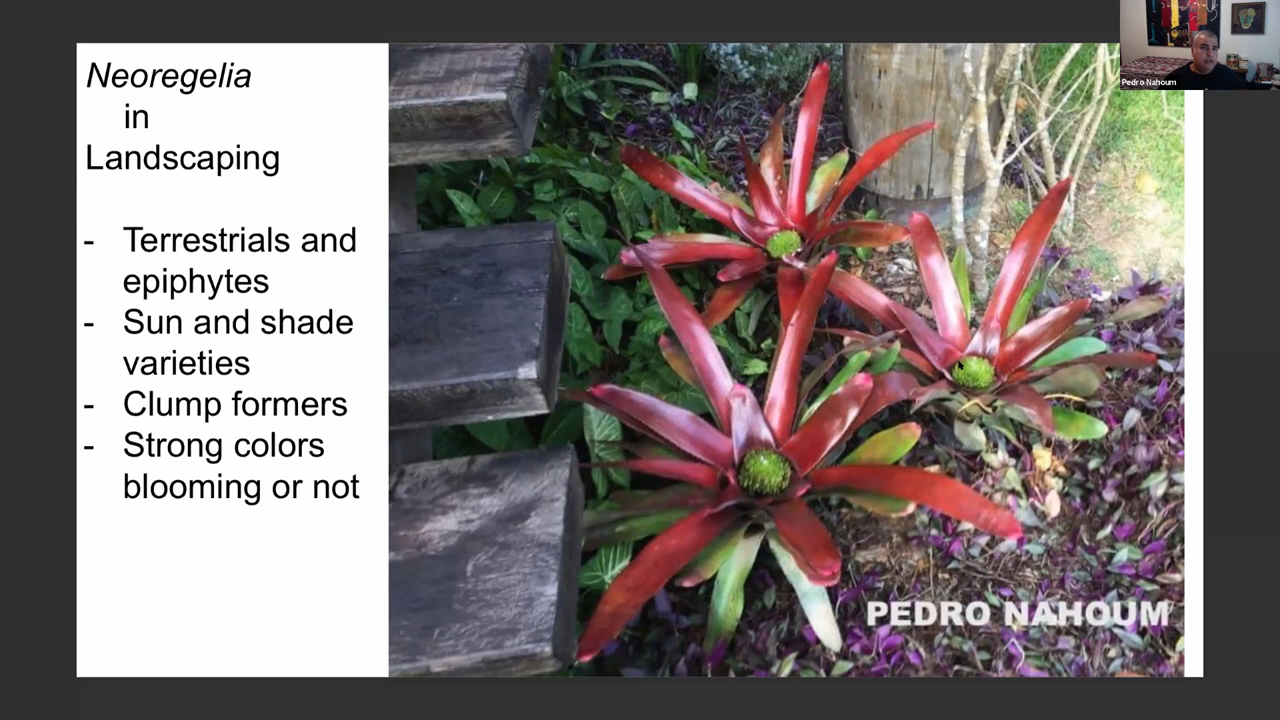 Neoregelia
in
Landscaping
- Terrestrials and
epiphytes
- Sun and shade
varieties
- Clump formers
- Strong colors
blooming or not
PEDRO NAHOUM
Pedro Nahoum